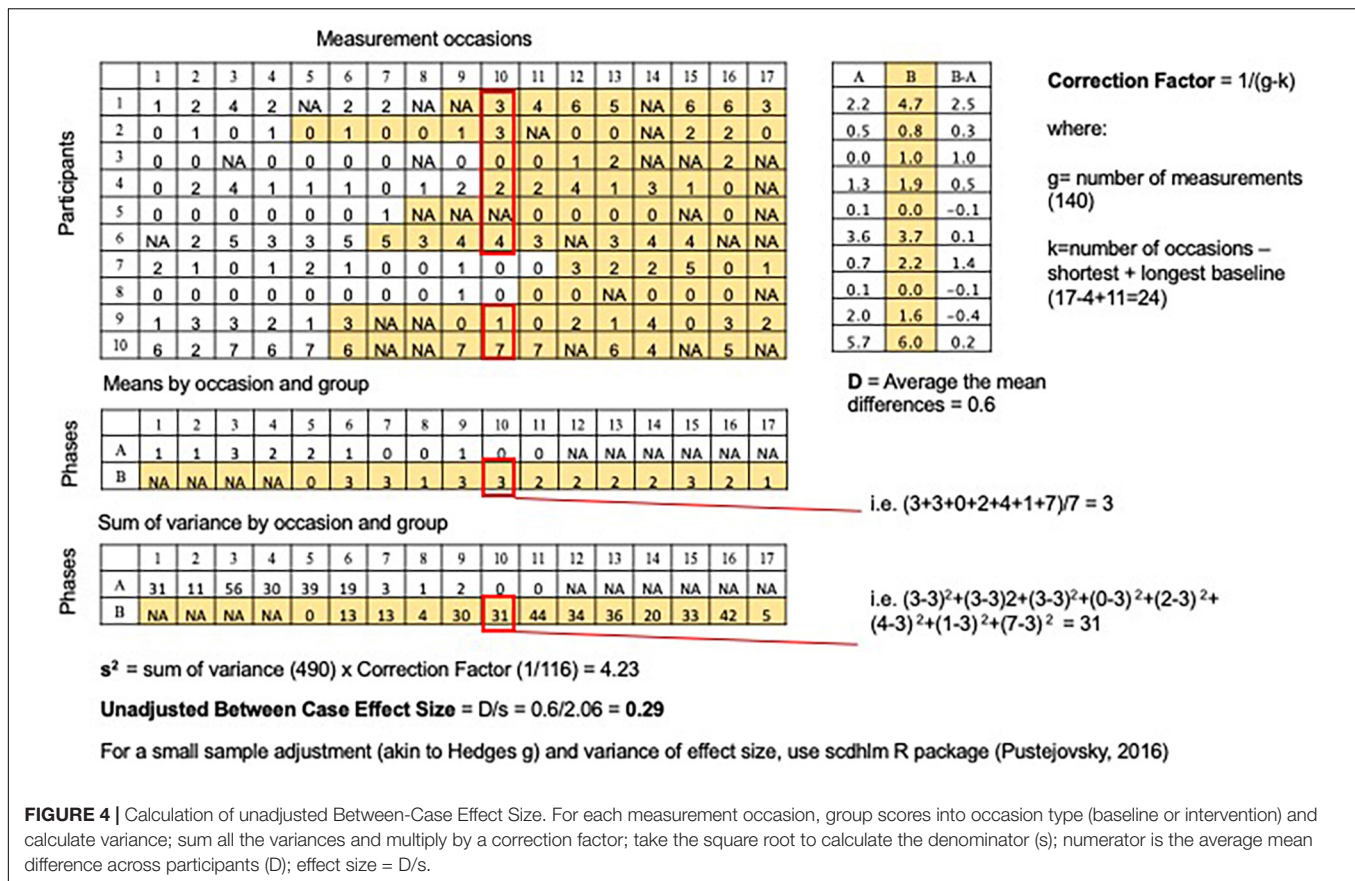 Measurement occasions
Participants
1 2 3 4 5 6 7 8 9 10 11 12 13 14 15 16 17
1 1 2 4 2 NA 2 2 NA NA 3 4 6 5 NA 6 6 3
2 0 1 0 1 0 1 0 0 1 3 NA 0 0 NA 2 2 0
3 0 0 NA 0 0 0 0 NA 0 0 0 1 2 NA NA 2 NA
4 0 2 4 1 1 1 0 1 2 2 2 4 1 3 1 0 NA
5 0 0 0 0 0 0 1 NA NA NA 0 0 0 0 NA 0 NA
6 NA 2 5 3 3 5 5 3 4 4 3 NA 3 4 4 NA NA
7 2 1 0 1 2 1 0 0 1 0 0 3 2 2 5 0 1
8 0 0 0 0 0 0 0 0 1 0 0 0 NA 0 0 0 NA
9 1 3 3 2 1 3 NA NA 0 1 0 2 1 4 0 3 2
10 6 2 7 6 7 6 NA NA 7 7 7 NA 6 4 NA 5 NA
A B B-A
2.2 4.7 2.5
0.5 0.8 0.3
0.0 1.0 1.0
1.3 1.9 0.5
0.1 0.0 -0.1
3.6 3.7 0.1
0.7 2.2 1.4
0.1 0.0 -0.1
2.0 1.6 -0.4
5.7 6.0 0.2
D = Average the mean
differences = 0.6
Correction Factor = 1/(g-k)
where:
g= number of measurements
(140)
k=number of occasions –
shortest + longest baseline
(17-4+11=24)
Means by occasion and group
Phases
1 2 3 4 5 6 7 8 9 10 11 12 13 14 15 16 17
A 1 1 3 2 2 1 0 0 1 0 0 NA NA NA NA NA NA
B NA NA NA NA 0 3 3 1 3 3 2 2 2 2 3 2 1
i.e. (3+3+0+2+4+1+7)/7 = 3
Sum of variance by occasion and group
Phases
1 2 3 4 5 6 7 8 9 10 11 12 13 14 15 16 17
A 31 11 56 30 39 19 3 1 2 0 0 NA NA NA NA NA NA
B NA NA NA NA 0 13 13 4 30 31 44 34 36 20 33 42 5
i.e. (3-3)²+(3-3)2+(3-3)²+(0-3)²+(2-3)²+
(4-3)²+(1-3)²+(7-3)² = 31
s² = sum of variance (490) x Correction Factor (1/116) = 4.23
Unadjusted Between Case Effect Size = D/s = 0.6/2.06 = 0.29
For a small sample adjustment (akin to Hedges g) and variance of effect size, use scdhlm R package (Pustejovsky, 2016)
FIGURE 4 | Calculation of unadjusted Between-Case Effect Size. For each measurement occasion, group scores into occasion type (baseline or intervention) and
calculate variance; sum all the variances and multiply by a correction factor; take the square root to calculate the denominator (s); numerator is the average mean
difference across participants (D); effect size = D/s.